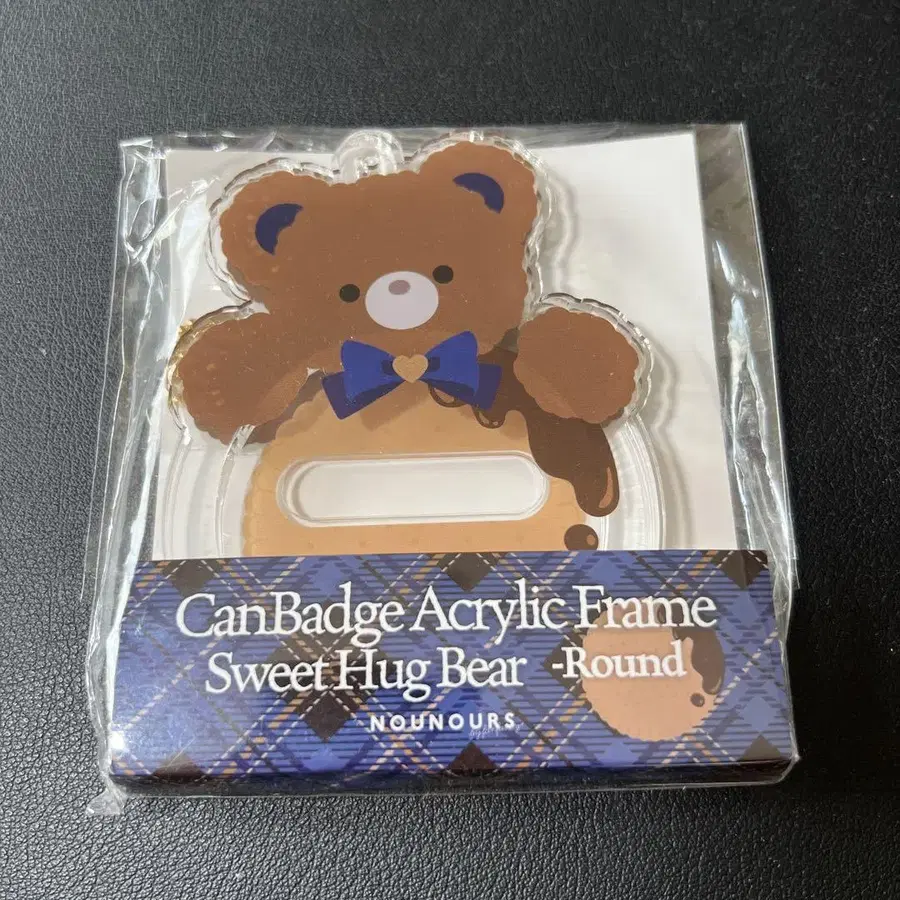 CanBadge Acrylic Frame
Sweet Hug Bear -Round
NOUNOURS